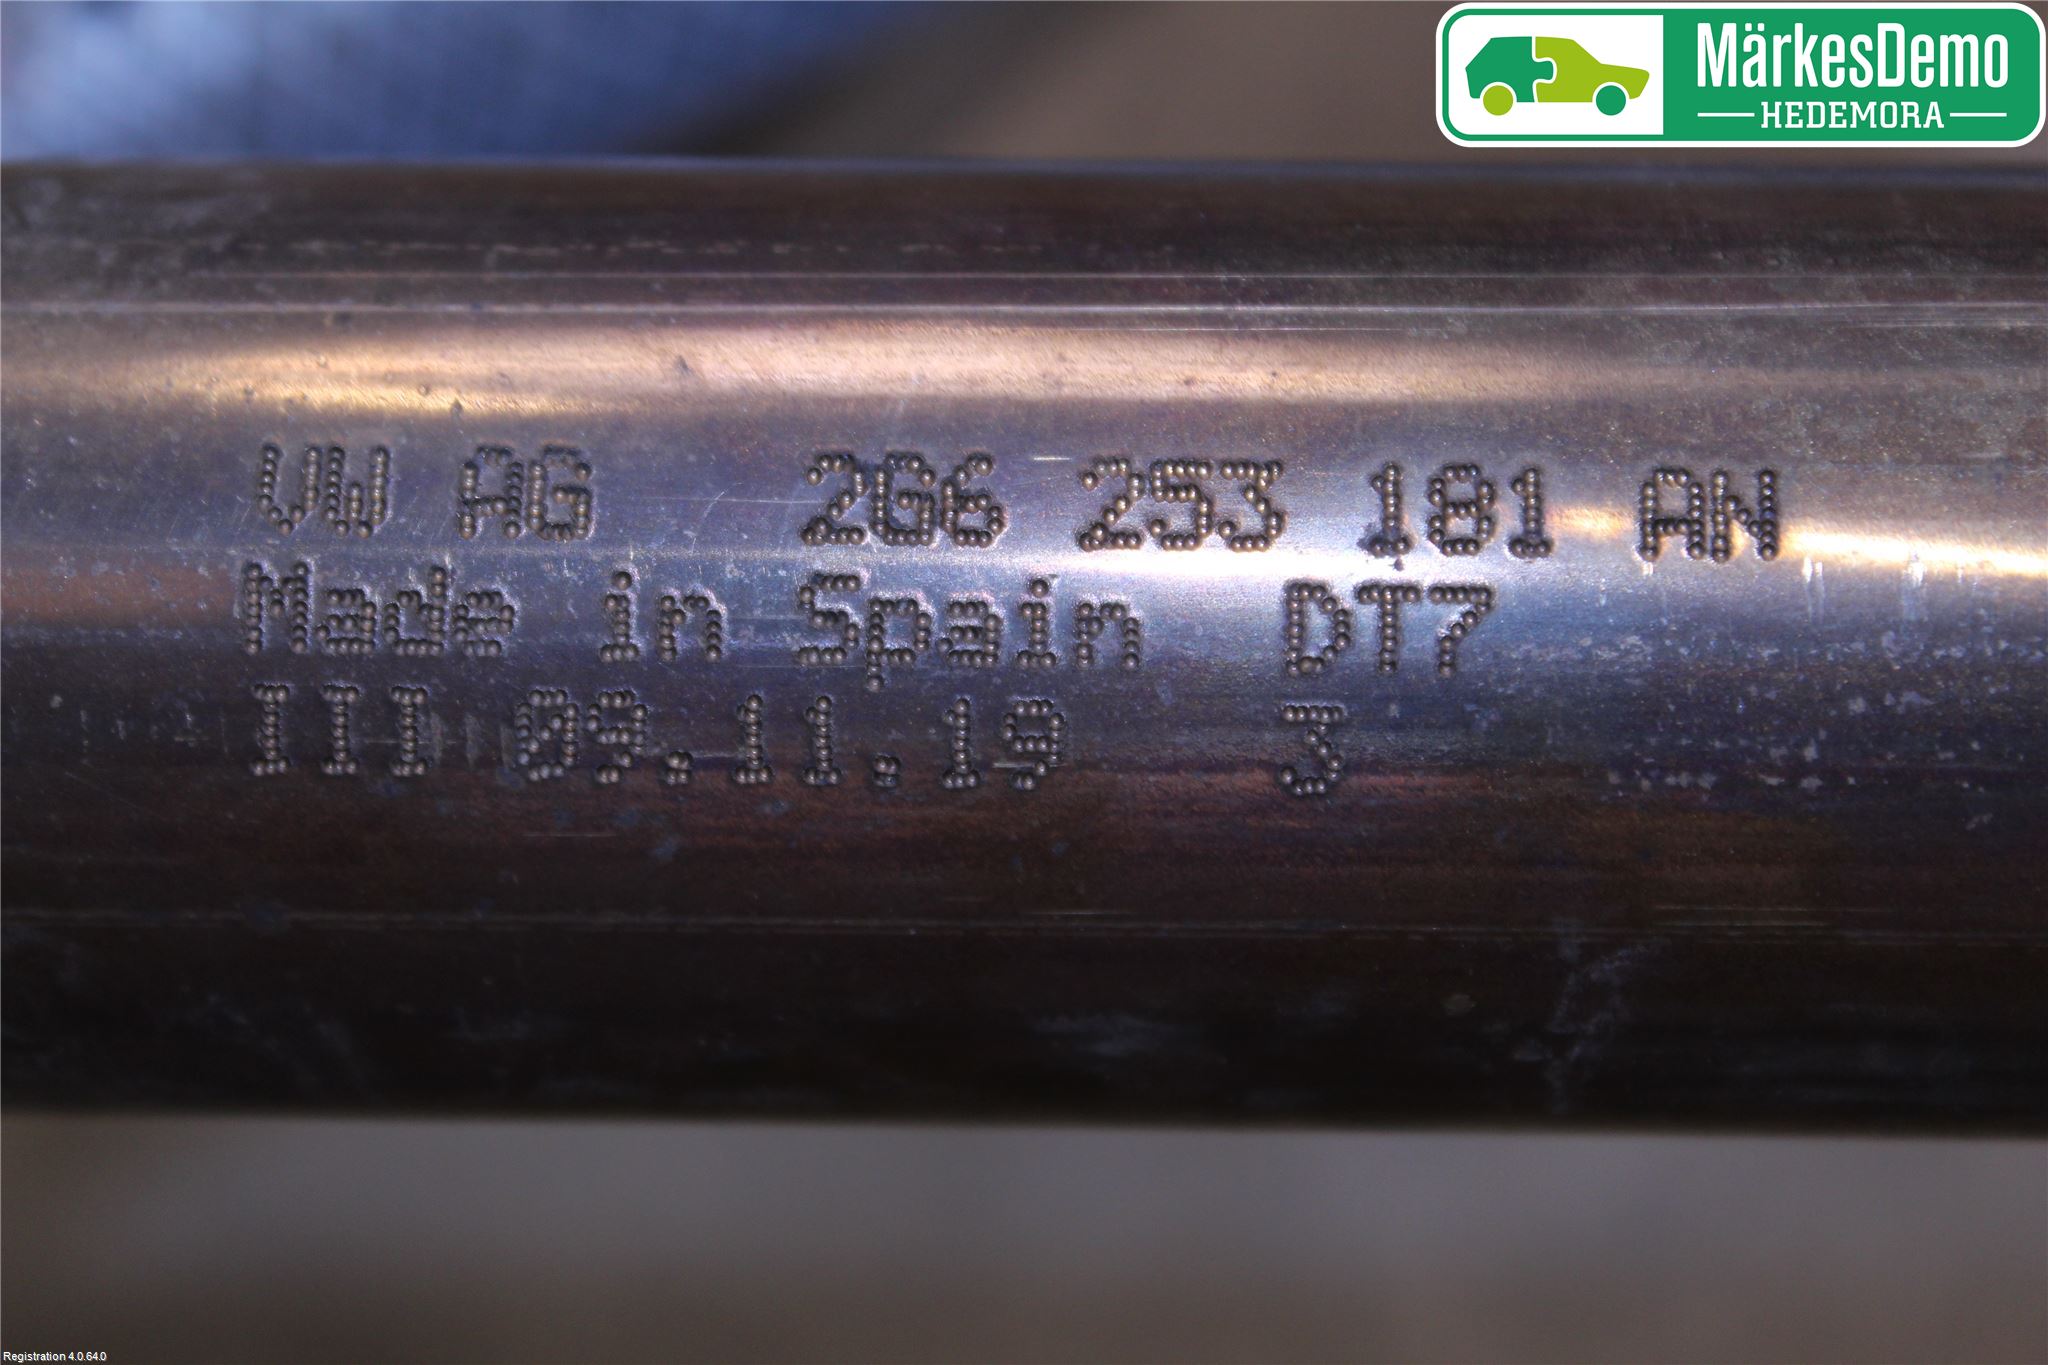 MärkesDemo
HEDEMORA
VW AG 2G6 253 181 AN
Made in Spain DT7
III 09.11.19 3
Registration 4.0.64.0